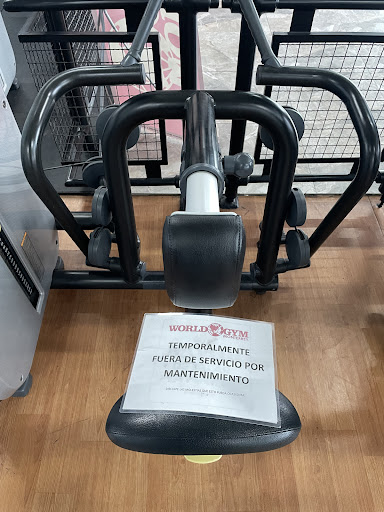 WORLD GYM
TEMPORALMENTE
FUERA DE SERVICIO POR
MANTENIMIENTO